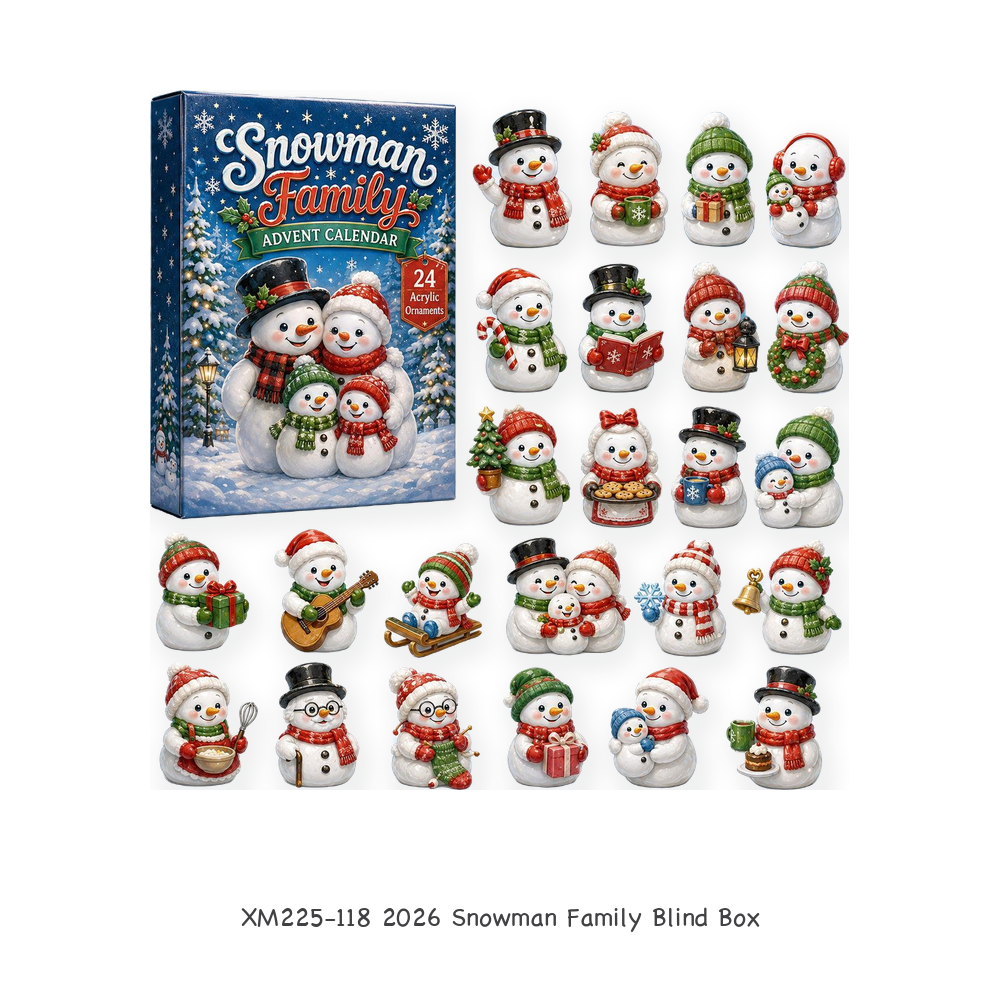 Snowman
Family
ADVENT CALENDAR
24
Acrylic
Ornaments
XM225-118 2026 Snowman Family Blind Box